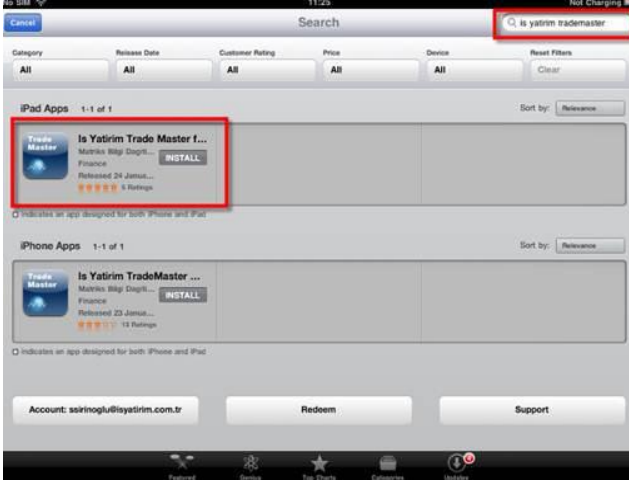 No SIM 11:25 Not Charging
Cancel Search is yatirim trademaster
Category Release Date Customer Rating Price Device Reset Filters
All All All All All Clear
iPad Apps 1-1 of 1 Sort by: Relevance
Trade Master
Is Yatirim Trade Master f...
Matriks Bilgi Dagiti...
Finance INSTALL
Released 24 Janua...
5 Ratings
indicates an app designed for both iPhone and iPad
iPhone Apps 1-1 of 1 Sort by: Relevance
Trade Master
Is Yatirim TradeMaster ...
Matriks Bilgi Dagiti...
Finance INSTALL
Released 23 Janua...
13 Ratings
indicates an app designed for both iPhone and iPad
Account: ssirinoglu@isyatirim.com.tr Redeem Support
Featured Genius Top Charts Categories Updates